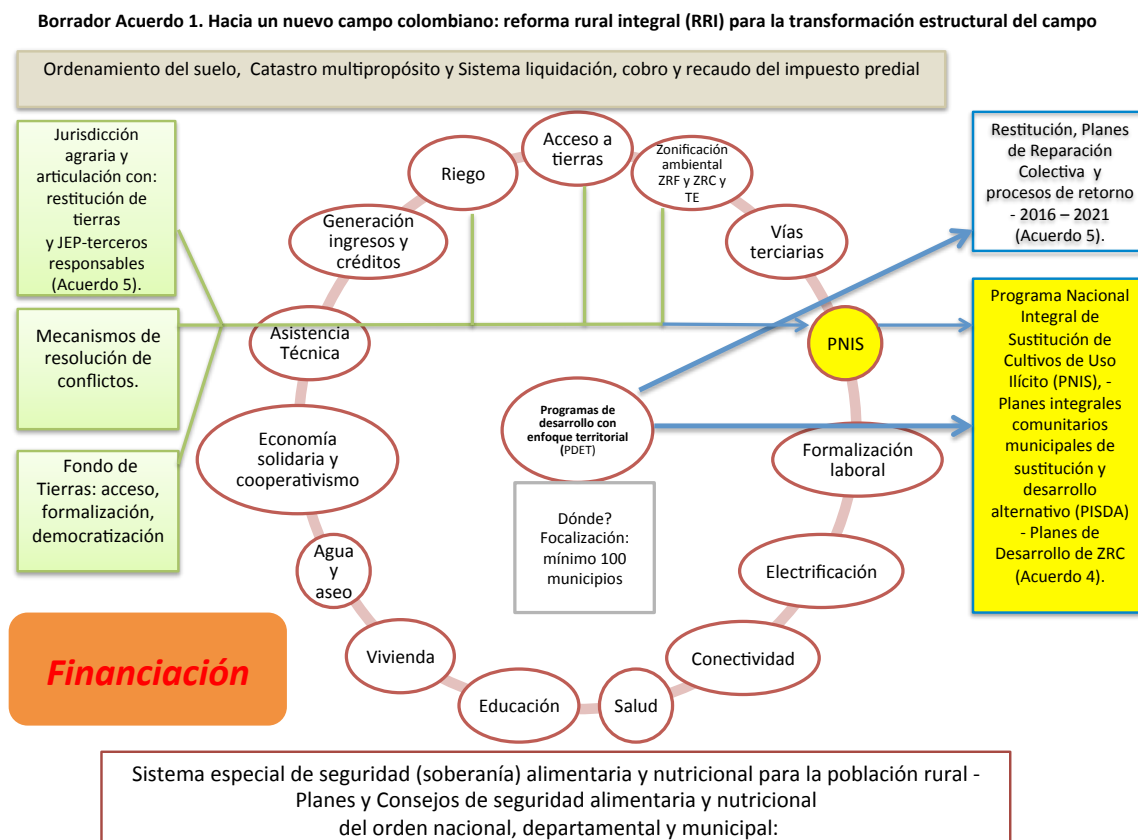 Borrador Acuerdo 1. Hacia un nuevo campo colombiano: reforma rural integral (RRI) para la transformación estructural del campo
Ordenamiento del suelo, Catastro multipropósito y Sistema liquidación, cobro y recaudo del impuesto predial
Jurisdicción
agraria y
articulación con:
restitución de
tierras
y JEP-terceros
responsables
(Acuerdo 5).
Mecanismos de
resolución de
conflictos.
Fondo de
Tierras: acceso,
formalización,
democratización
Financiación
Acceso a
tierras
Zonificación
ambiental
ZRF y ZRC y
TE
Vías
terciarias
PNIS
Formalización
laboral
Electrificación
Conectividad
Salud
Educación
Vivienda
Agua
y
aseo
Economía
solidaria y
cooperativismo
Asistencia
Técnica
Generación
ingresos y
créditos
Riego
Programas de
desarrollo con
enfoque territorial
(PDET)
Dónde?
Focalización:
mínimo 100
municipios
Restitución, Planes
de Reparación
Colectiva y
procesos de retorno
- 2016 – 2021
(Acuerdo 5).
Programa Nacional
Integral de
Sustitución de
Cultivos de Uso
Ilícito (PNIS), -
Planes integrales
comunitarios
municipales de
sustitución y
desarrollo
alternativo (PISDA)
- Planes de
Desarrollo de ZRC
(Acuerdo 4).
Sistema especial de seguridad (soberanía) alimentaria y nutricional para la población rural -
Planes y Consejos de seguridad alimentaria y nutricional
del orden nacional, departamental y municipal: